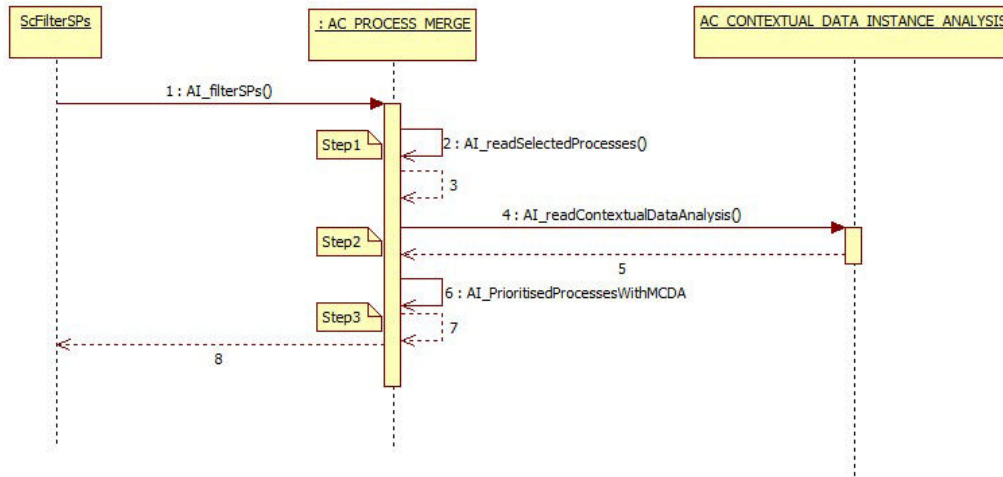 ScFilterSPs
: AC_PROCESS_MERGE
AC_CONTEXTUAL_DATA_INSTANCE_ANALYSIS
1 : AI_filterSPs()
Step1
2 : AI_readSelectedProcesses()
3
4 : AI_readContextualDataAnalysis()
Step2
5
6 : AI_PrioritisedProcessesWithMCDA
Step3
7
8